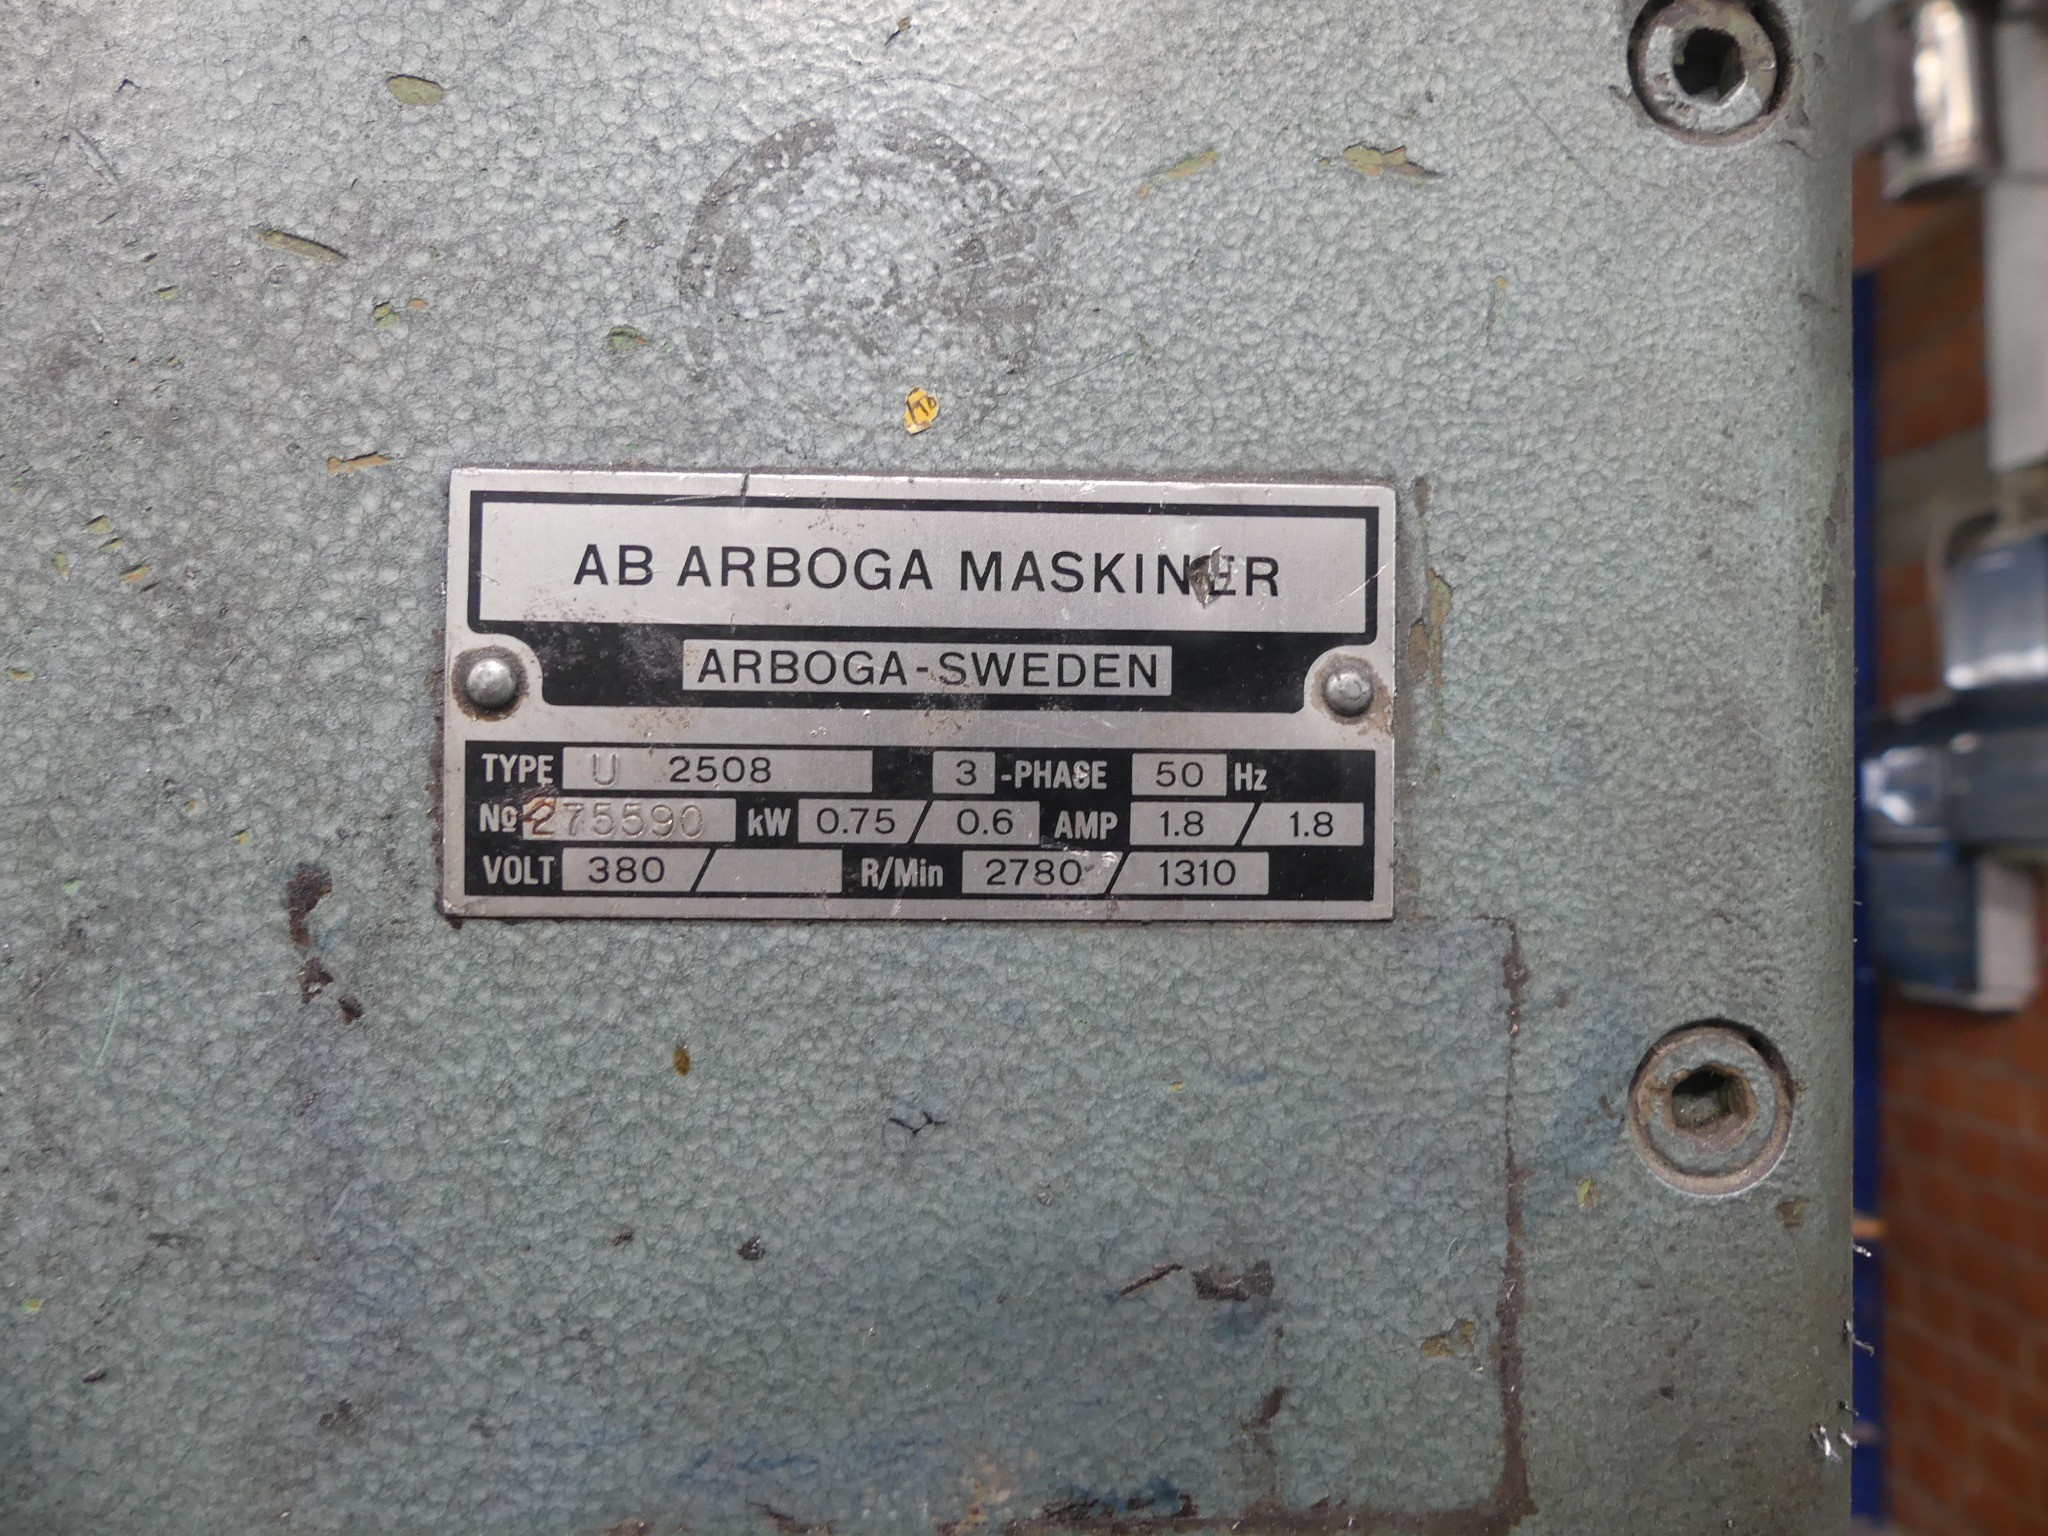 AB ARBOGA MASKINER
ARBOGA-SWEDEN
TYPE U 2508 3 -PHASE 50 Hz
No 275590 kW 0.75 / 0.6 AMP 1.8 / 1.8
VOLT 380 / R/Min 2780 / 1310